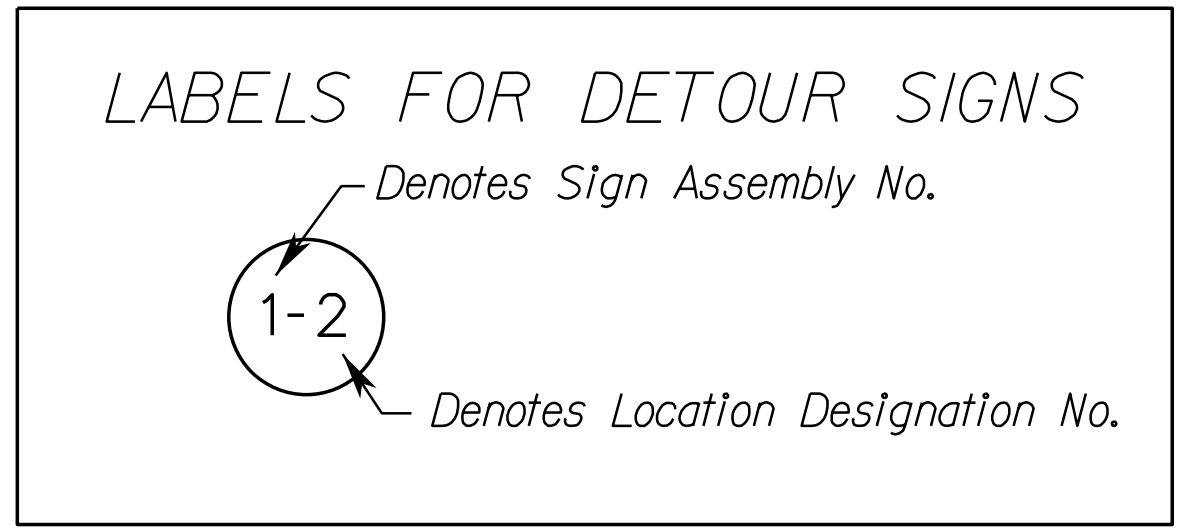 LABELS FOR DETOUR SIGNS
Denotes Sign Assembly No.
1-2
Denotes Location Designation No.